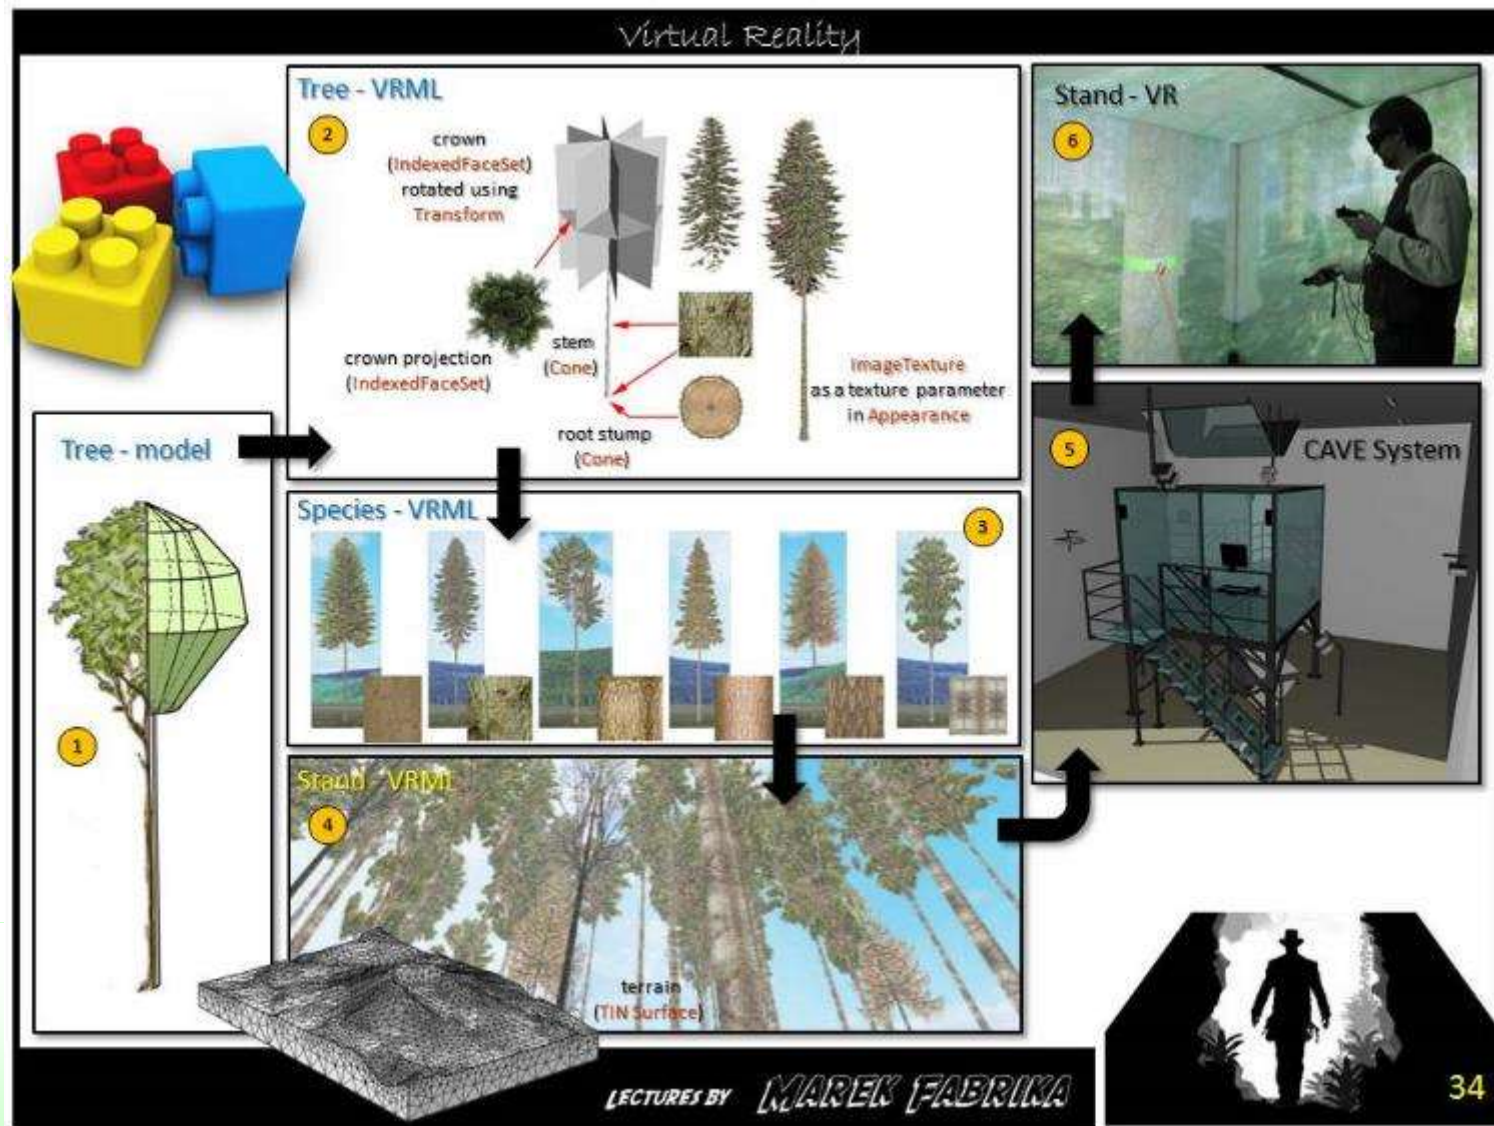 Virtual Reality
Tree - model
1
Tree - VRML
2
crown
(IndexedFaceSet)
rotated using
Transform
crown projection
(IndexedFaceSet)
stem
(Cone)
root stump
(Cone)
ImageTexture
as a texture parameter
in Appearance
Species - VRML
3
Stand - VRML
4
terrain
(TIN Surface)
CAVE System
5
Stand - VR
6
LECTURES BY MAREK FABRIKA
34